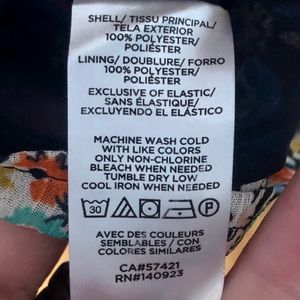 SHELL/ TISSU PRINCIPAL/
TELA EXTERIOR
100% POLYESTER/
POLIÉSTER
LINING/ DOUBLURE/ FORRO
100% POLYESTER/
POLIÉSTER
EXCLUSIVE OF ELASTIC/
SANS ÉLASTIQUE/
EXCLUYENDO EL ELÁSTICO
MACHINE WASH COLD
WITH LIKE COLORS
ONLY NON-CHLORINE
BLEACH WHEN NEEDED
TUMBLE DRY LOW
COOL IRON WHEN NEEDED
30 P
AVEC DES COULEURS
SEMBLABLES / CON
COLORES SIMILARES
CA#57421
RN#140923